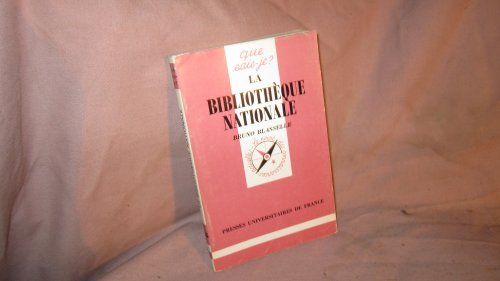 que
sais-je?
LA
BIBLIOTHÈQUE
NATIONALE
BRUNO BLASSELLE
PRESSES UNIVERSITAIRES DE FRANCE